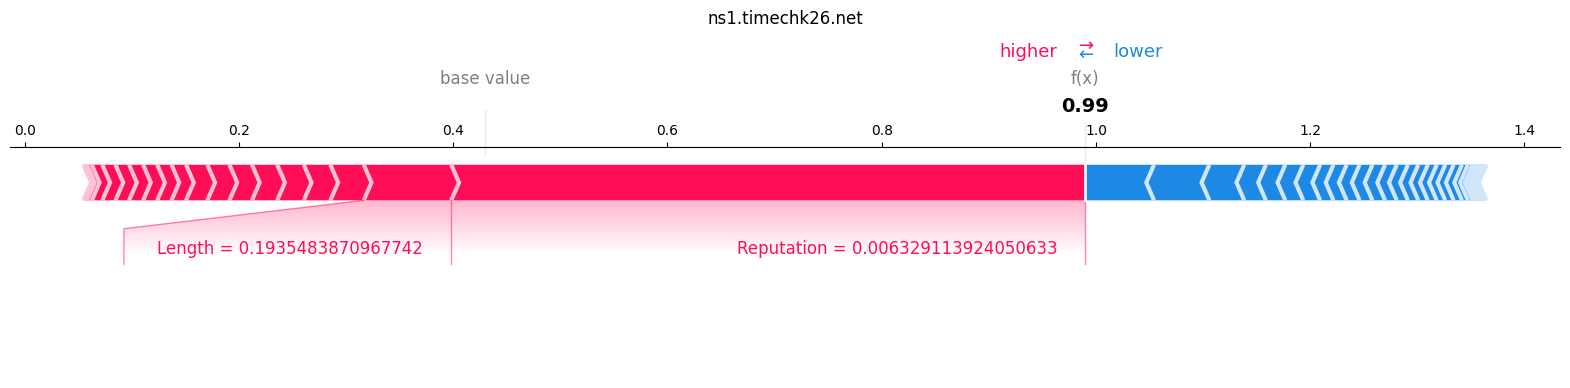 ns1.timechk26.net
higher ⇄ lower
base value
f(x)
0.99
0.0 0.2 0.4 0.6 0.8 1.0 1.2 1.4
Length = 0.1935483870967742
Reputation = 0.006329113924050633